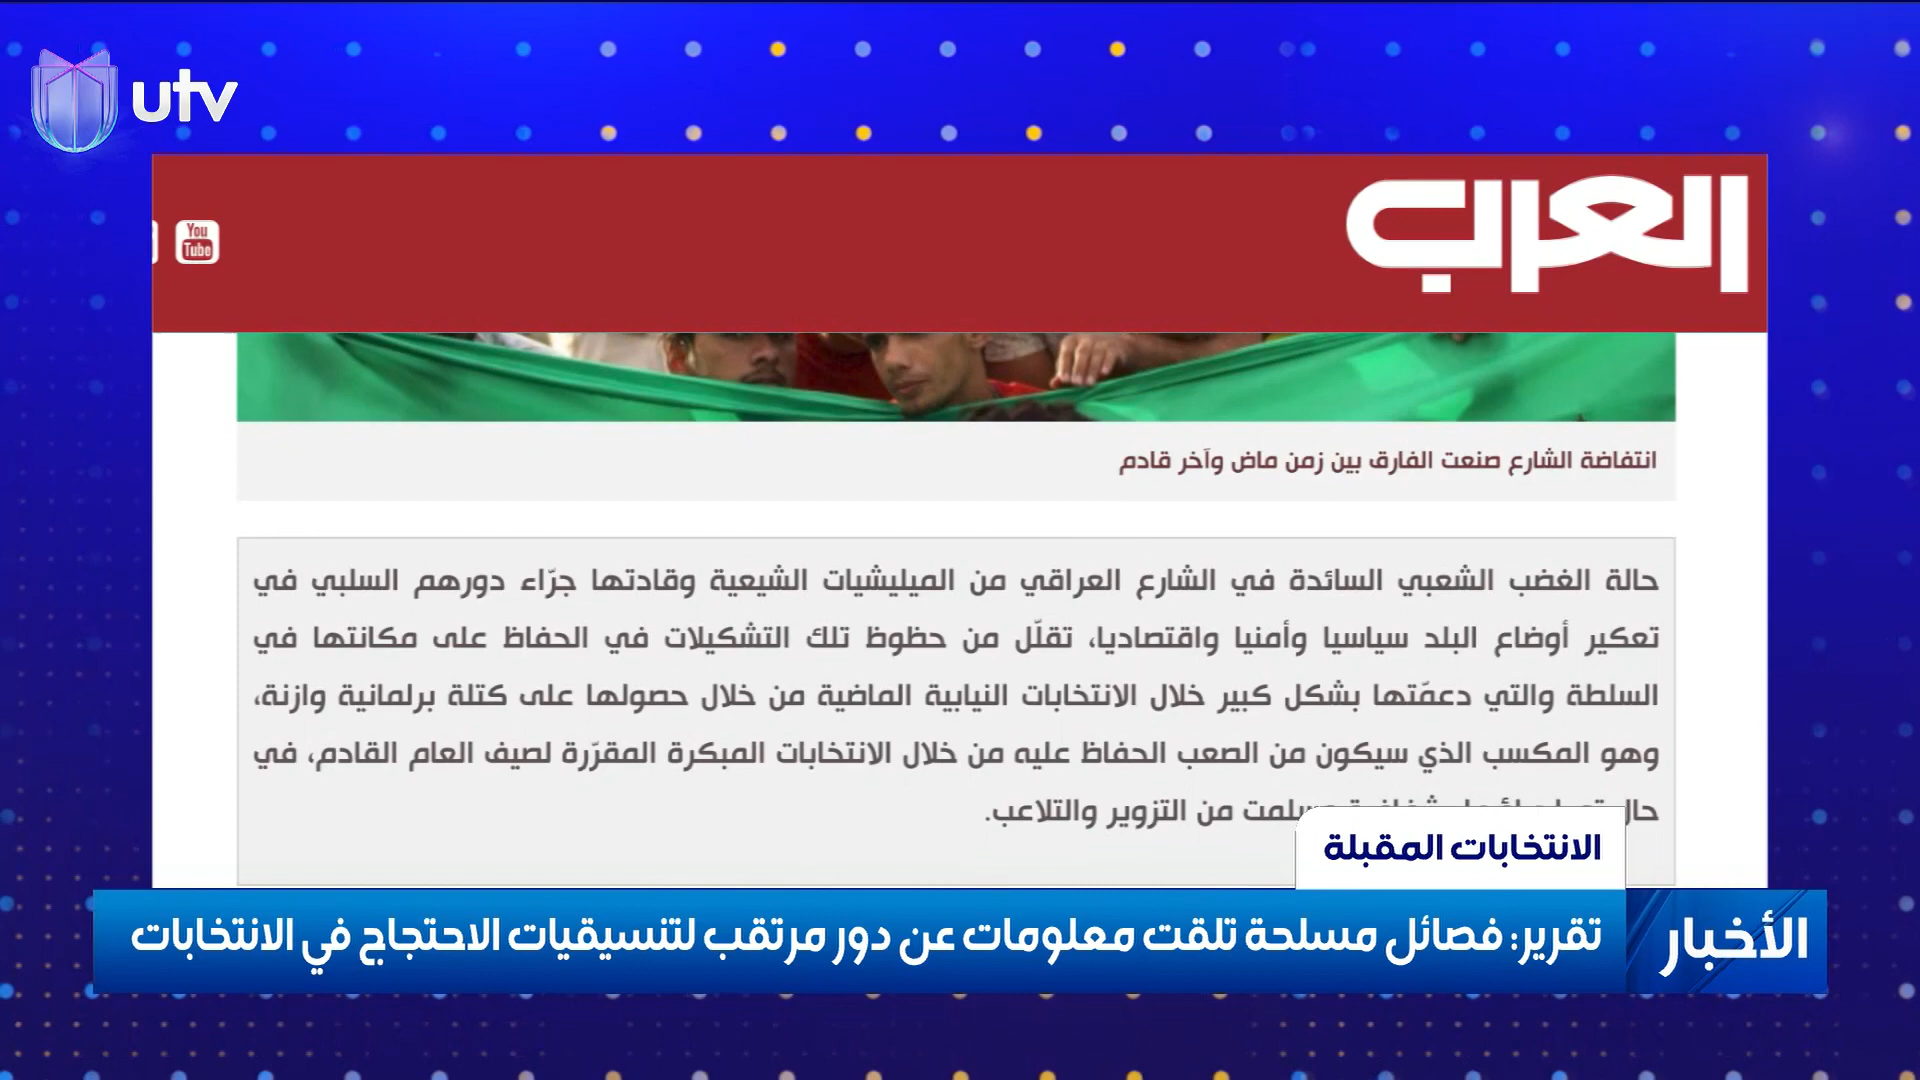 utv
العرب
You
Tube
انتفاضة الشارع صنعت الفارق بين زمن ماض وآخر قادم
حالة الغضب الشعبي السائدة في الشارع العراقي من الميليشيات الشيعية وقادتها جرّاء دورهم السلبي في
تعكير أوضاع البلد سياسيا وأمنيا واقتصاديا، تقلّل من حظوظ تلك التشكيلات في الحفاظ على مكانتها في
السلطة والتي دعمّتها بشكل كبير خلال الانتخابات النيابية الماضية من خلال حصولها على كتلة برلمانية وازنة،
وهو المكسب الذي سيكون من الصعب الحفاظ عليه من خلال الانتخابات المبكرة المقرّرة لصيف العام القادم، في
حال من التزوير والتلاعب.
الانتخابات المقبلة
الأخبار
تقرير: فصائل مسلحة تلقت معلومات عن دور مرتقب لتنسيقيات الاحتجاج في الانتخابات